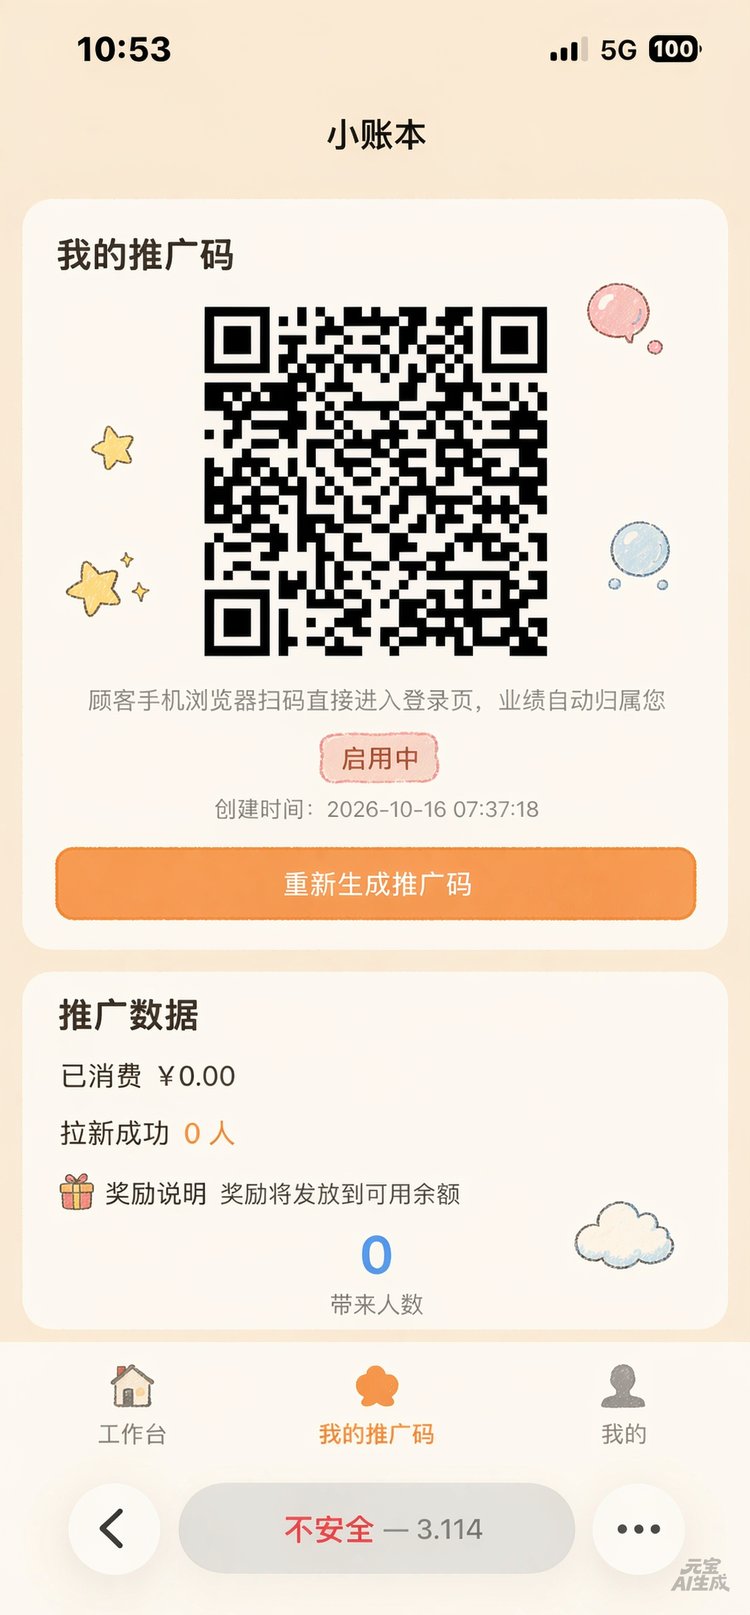 10:53
5G 100
小账本
我的推广码
顾客手机浏览器扫码直接进入登录页，业绩自动归属您
启用中
创建时间：2026-10-16 07:37:18
重新生成推广码
推广数据
已消费 ¥0.00
拉新成功 0 人
奖励说明 奖励将发放到可用余额
0
带来人数
工作台
我的推广码
我的
不安全 — 3.114
元宝
AI生成